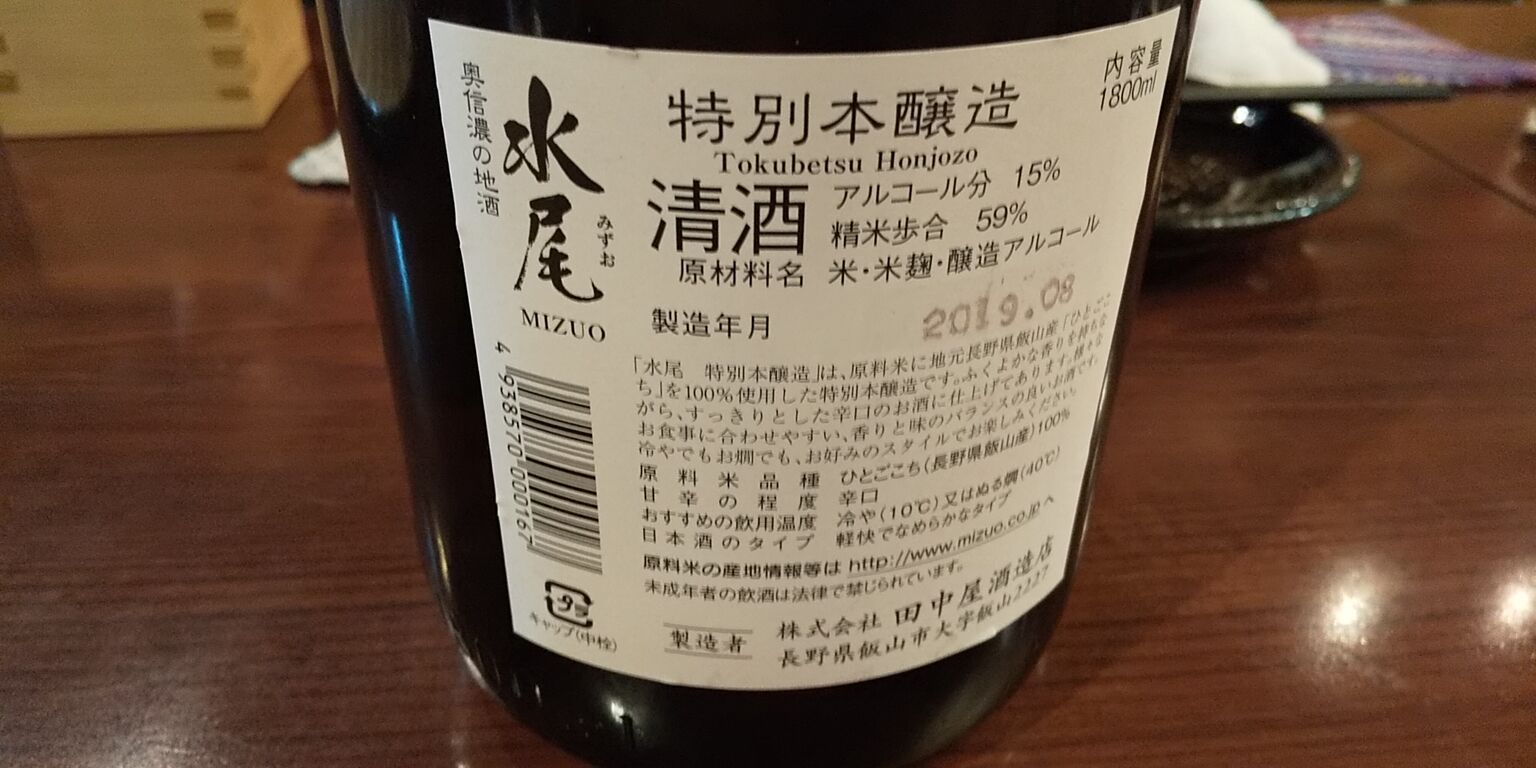 奥信濃の地酒
水尾
みずお
MIZUO
4 938570 000167
キャップ(中栓)
内容量
1800ml
特別本醸造
Tokubetsu Honjozo
清酒
アルコール分 15%
精米歩合 59%
原材料名 米・米麹・醸造アルコール
製造年月 2019.08
「水尾 特別本醸造」は、原料米に地元長野県飯山産「ひとごこ
ち」を100%使用した特別本醸造です。ふくよかな香りを持ちな
がら、すっきりとした辛口のお酒に仕上げてあります。様々な
お食事に合わせやすい、香りと味のバランスの良いお酒です。
冷やでもお燗でも、お好みのスタイルでお楽しみください。
原料米品種 ひとごこち(長野県飯山産)100%
甘辛の程度 辛口
おすすめの飲用温度 冷や(10℃)又はぬる燗(40℃)
日本酒のタイプ 軽快でなめらかなタイプ
原料米の産地情報等は http://www.mizuo.co.jp へ
未成年者の飲酒は法律で禁じられています。
製造者 株式会社 田中屋酒造店
長野県飯山市大字飯山2227